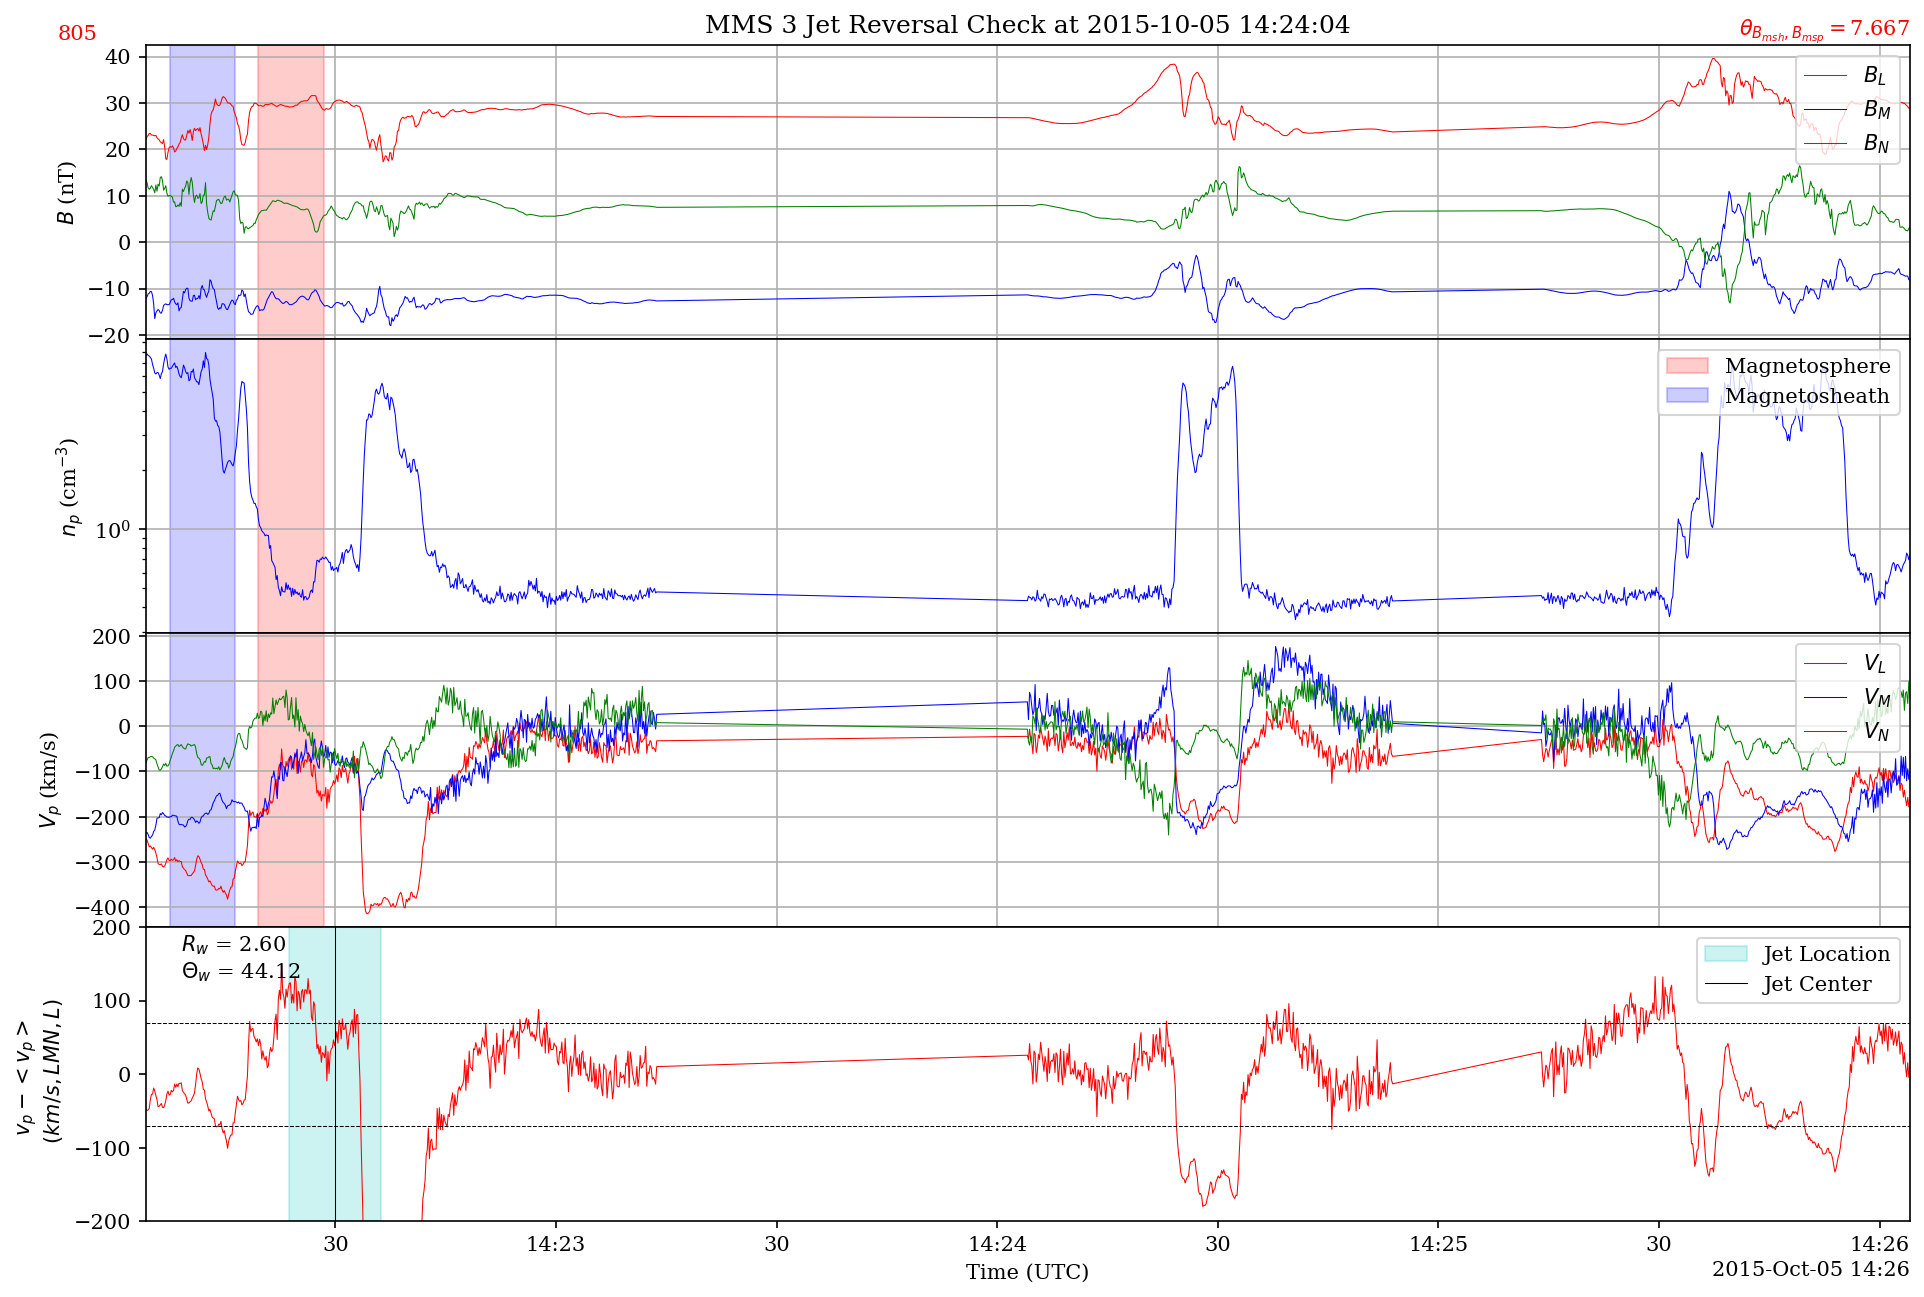 MMS 3 Jet Reversal Check at 2015-10-05 14:24:04
805
θ_{B_{msh}, B_{msp}} = 7.667
40
30
20
10
0
−10
−20
B (nT)
B_L
B_M
B_N
10^0
n_p (cm^{−3})
Magnetosphere
Magnetosheath
200
100
0
−100
−200
−300
−400
V_p (km/s)
V_L
V_M
V_N
200
100
0
−100
−200
v_p − <v_p>
(km/s, LMN, L)
R_w = 2.60
Θ_w = 44.12
Jet Location
Jet Center
30 14:23 30 14:24 30 14:25 30 14:26
Time (UTC)
2015-Oct-05 14:26